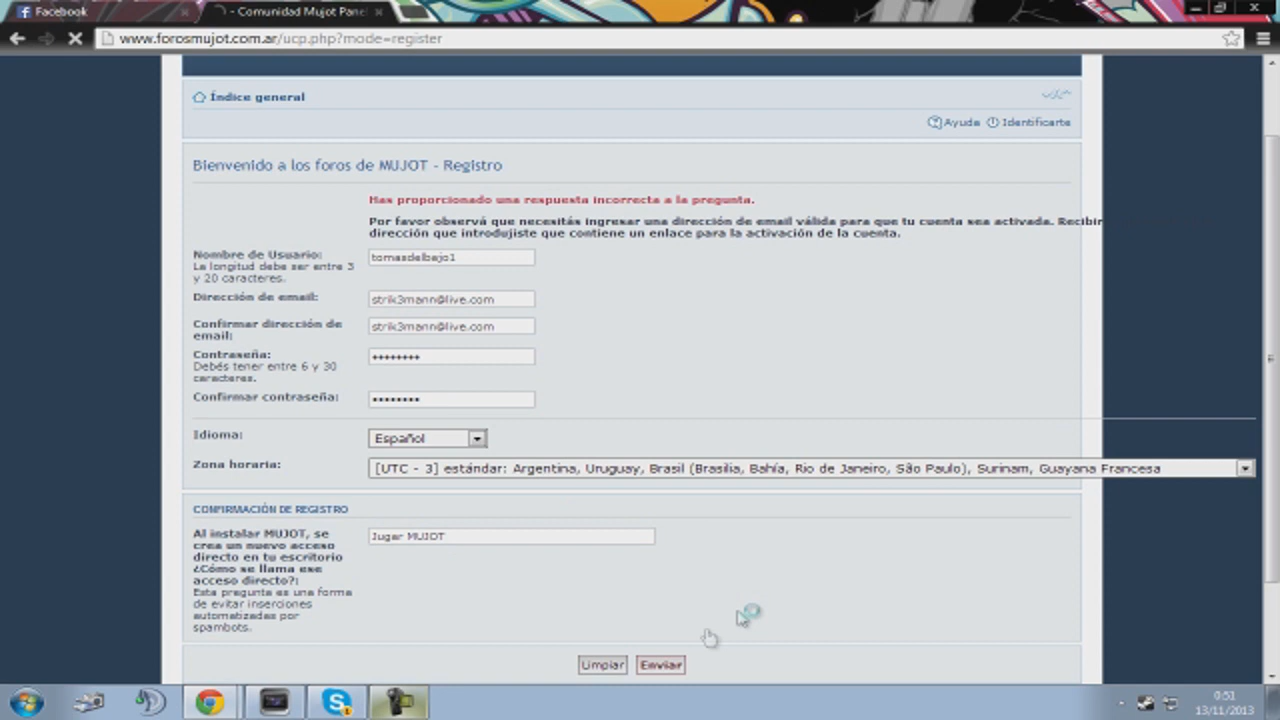 Facebook
- Comunidad Mujot Pane
www.forosmujot.com.ar/ucp.php?mode=register
Índice general
Ayuda Identificarte
Bienvenido a los foros de MUJOT - Registro
Has proporcionado una respuesta incorrecta a la pregunta.
Por favor observá que necesitás ingresar una dirección de email válida para que tu cuenta sea activada. Recibir
dirección que introdujiste que contiene un enlace para la activación de la cuenta.
Nombre de Usuario:
La longitud debe ser entre 3
y 20 caracteres.
tomasdelbajo1
Dirección de email:
strik3mann@live.com
Confirmar dirección de
email:
strik3mann@live.com
Contraseña:
Debés tener entre 6 y 30
caracteres.
Confirmar contraseña:
Idioma:
Español
Zona horaria:
[UTC - 3] estándar: Argentina, Uruguay, Brasil (Brasilia, Bahía, Rio de Janeiro, São Paulo), Surinam, Guayana Francesa
CONFIRMACIÓN DE REGISTRO
Al instalar MUJOT, se
crea un nuevo acceso
directo en tu escritorio
¿Cómo se llama ese
acceso directo?:
Esta pregunta es una forma
de evitar inserciones
automatizadas por
spambots.
Jugar MUJOT
Limpiar Enviar
0:51
13/11/2013